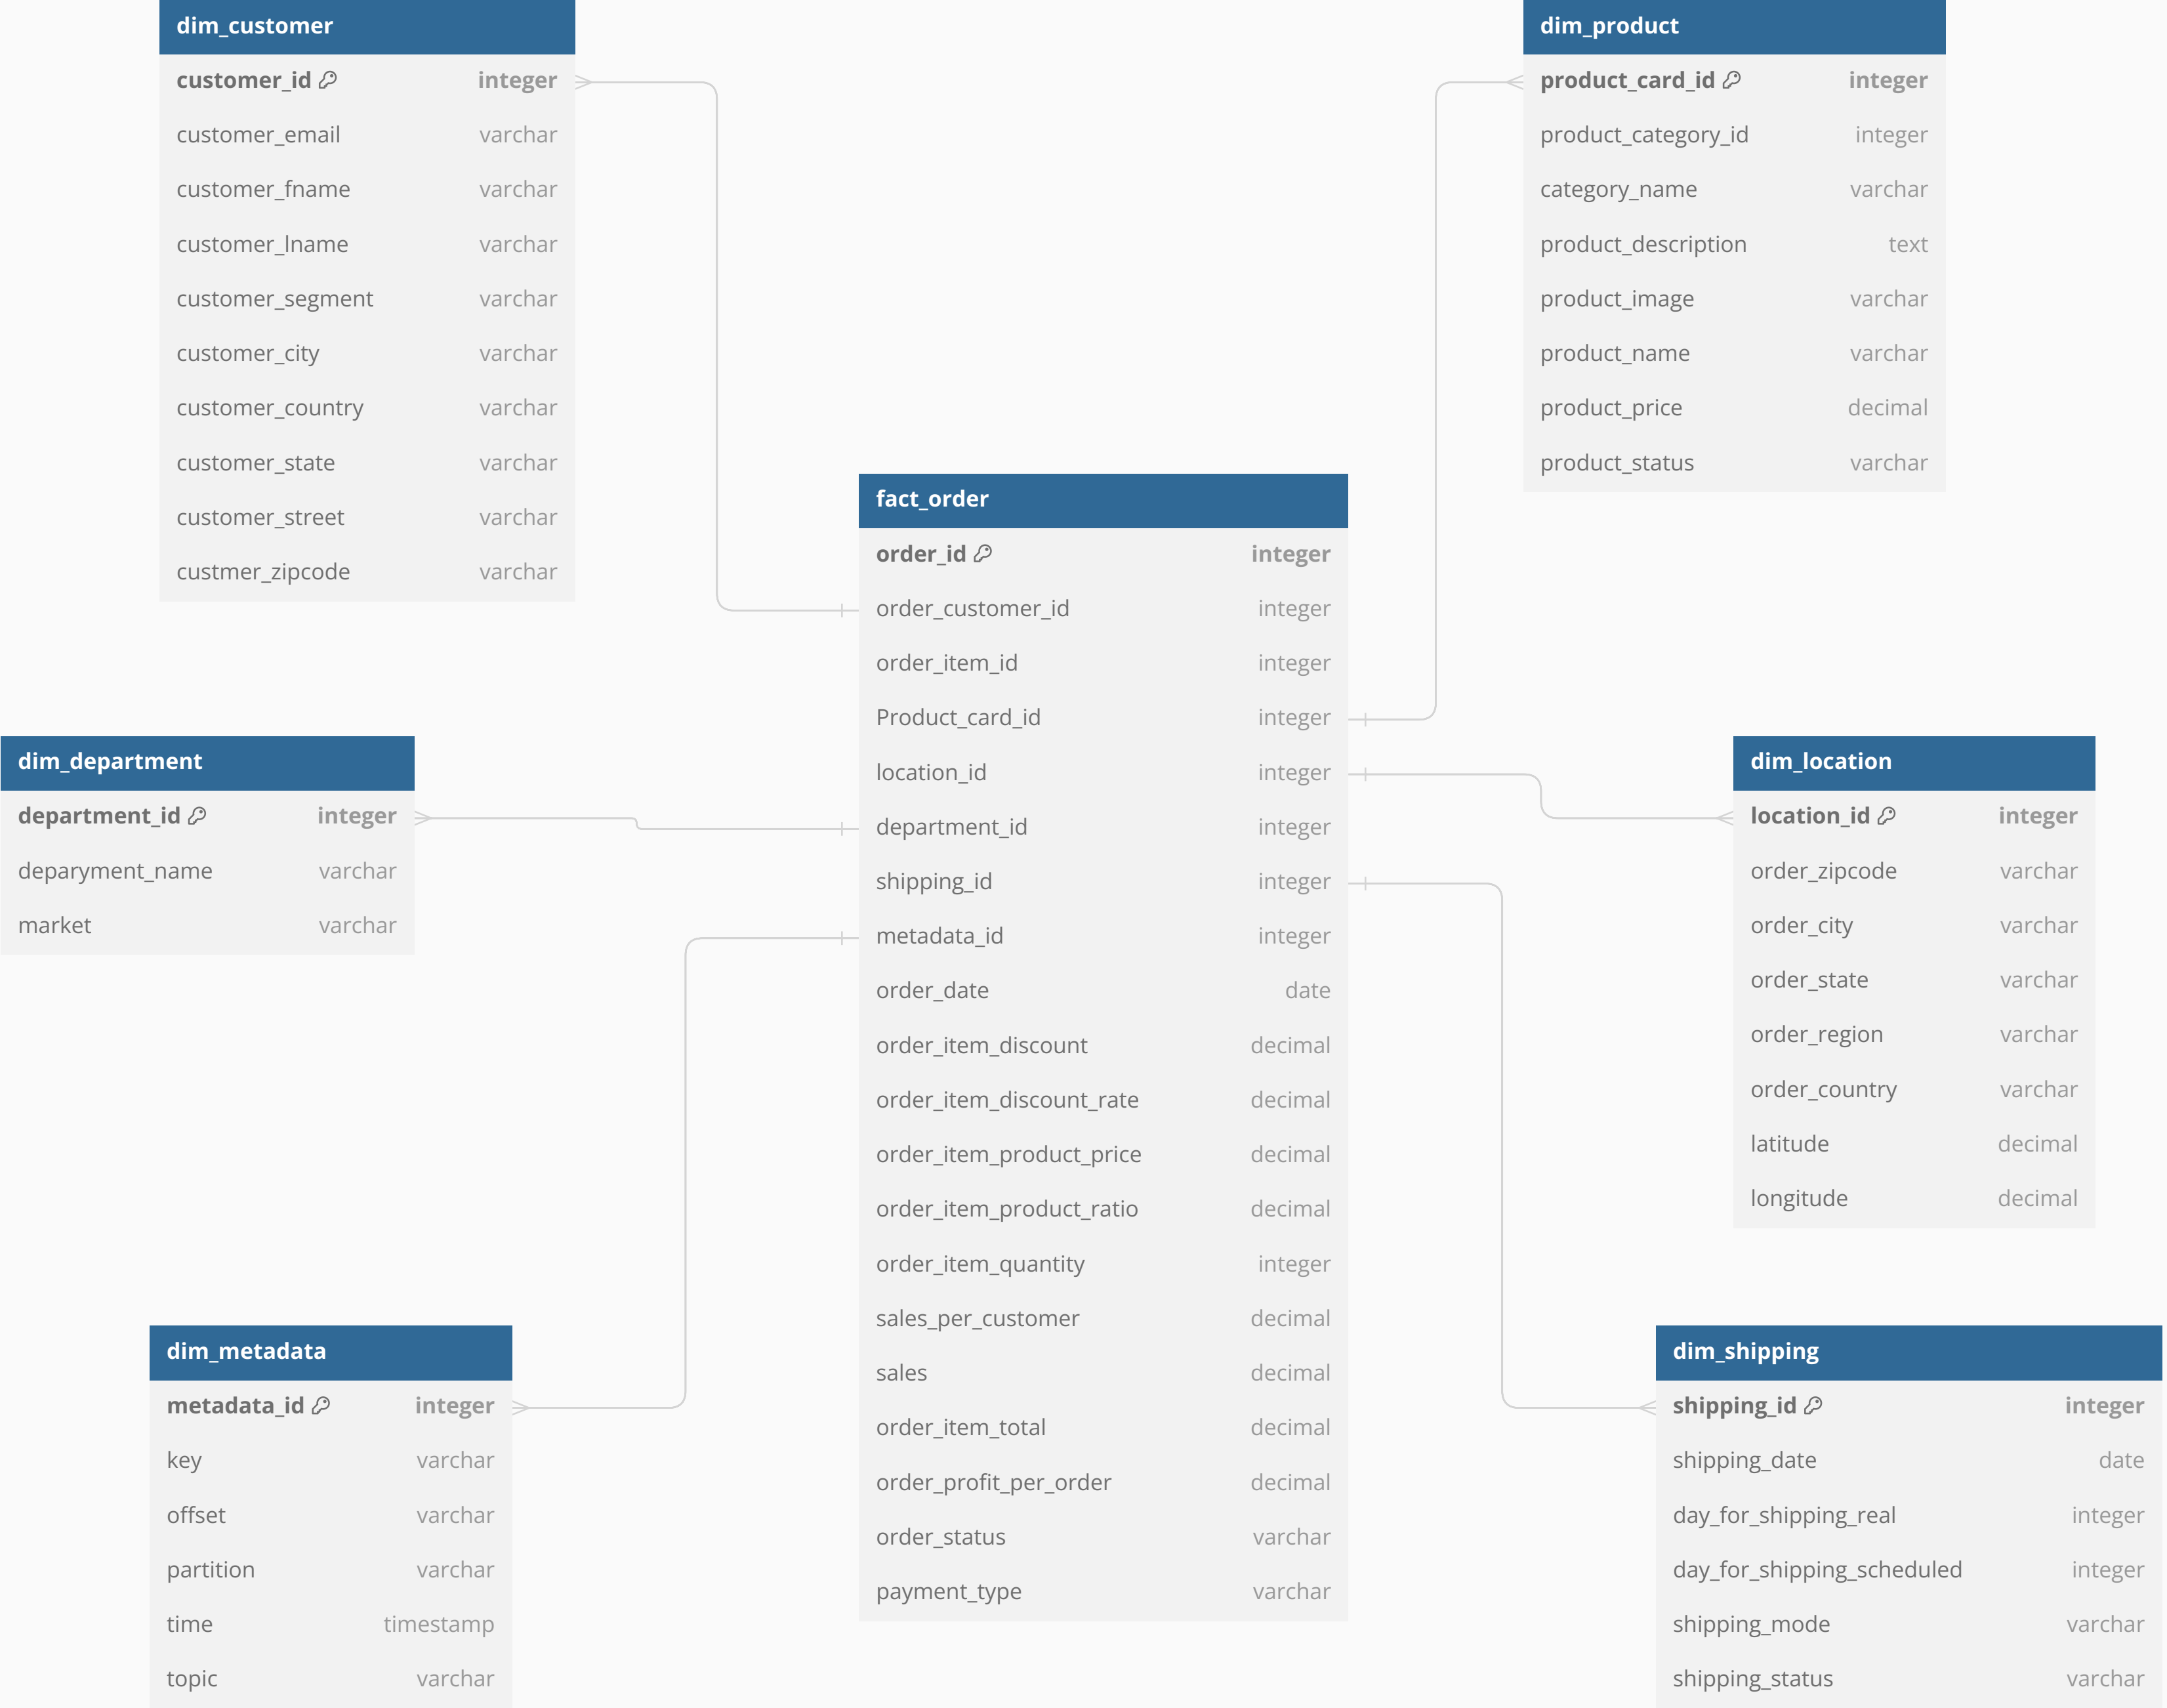 dim_customer
customer_id integer
customer_email varchar
customer_fname varchar
customer_lname varchar
customer_segment varchar
customer_city varchar
customer_country varchar
customer_state varchar
customer_street varchar
custmer_zipcode varchar
dim_product
product_card_id integer
product_category_id integer
category_name varchar
product_description text
product_image varchar
product_name varchar
product_price decimal
product_status varchar
fact_order
order_id integer
order_customer_id integer
order_item_id integer
Product_card_id integer
location_id integer
department_id integer
shipping_id integer
metadata_id integer
order_date date
order_item_discount decimal
order_item_discount_rate decimal
order_item_product_price decimal
order_item_product_ratio decimal
order_item_quantity integer
sales_per_customer decimal
sales decimal
order_item_total decimal
order_profit_per_order decimal
order_status varchar
payment_type varchar
dim_department
department_id integer
deparyment_name varchar
market varchar
dim_location
location_id integer
order_zipcode varchar
order_city varchar
order_state varchar
order_region varchar
order_country varchar
latitude decimal
longitude decimal
dim_metadata
metadata_id integer
key varchar
offset varchar
partition varchar
time timestamp
topic varchar
dim_shipping
shipping_id integer
shipping_date date
day_for_shipping_real integer
day_for_shipping_scheduled integer
shipping_mode varchar
shipping_status varchar